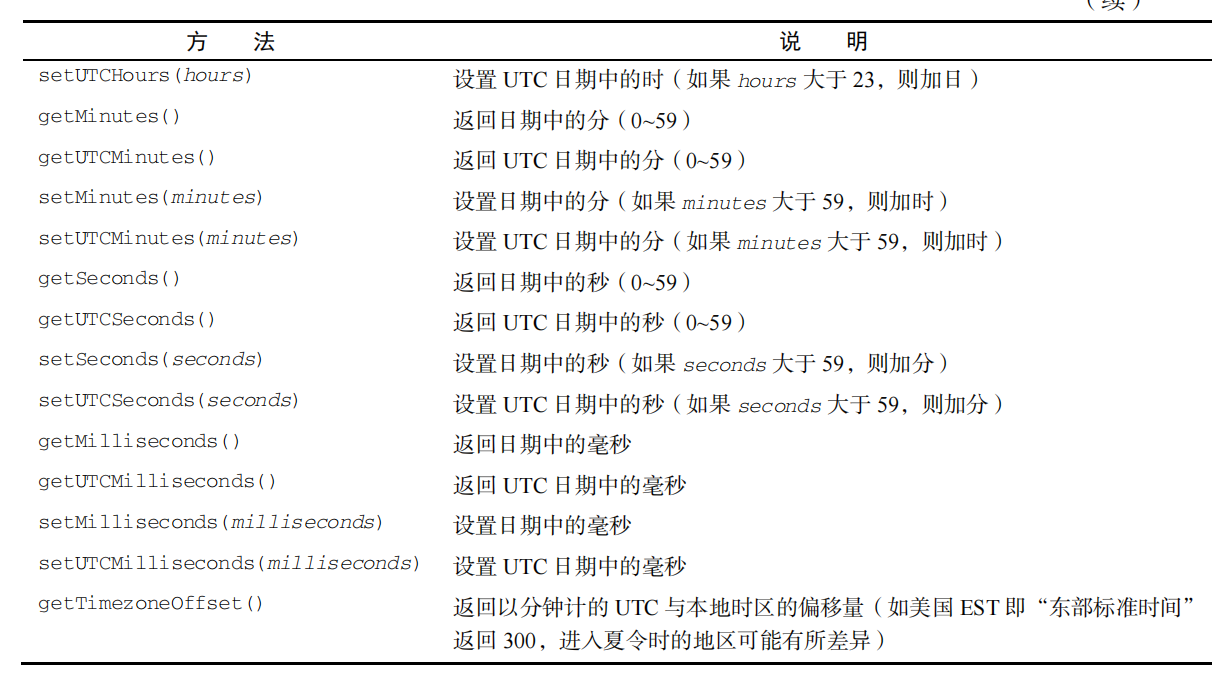 （续）
方 法 说 明
setUTCHours(hours) 设置 UTC 日期中的时（如果 hours 大于 23，则加日）
getMinutes() 返回日期中的分（0~59）
getUTCMinutes() 返回 UTC 日期中的分（0~59）
setMinutes(minutes) 设置日期中的分（如果 minutes 大于 59，则加时）
setUTCMinutes(minutes) 设置 UTC 日期中的分（如果 minutes 大于 59，则加时）
getSeconds() 返回日期中的秒（0~59）
getUTCSeconds() 返回 UTC 日期中的秒（0~59）
setSeconds(seconds) 设置日期中的秒（如果 seconds 大于 59，则加分）
setUTCSeconds(seconds) 设置 UTC 日期中的秒（如果 seconds 大于 59，则加分）
getMilliseconds() 返回日期中的毫秒
getUTCMilliseconds() 返回 UTC 日期中的毫秒
setMilliseconds(milliseconds) 设置日期中的毫秒
setUTCMilliseconds(milliseconds) 设置 UTC 日期中的毫秒
getTimezoneOffset() 返回以分钟计的 UTC 与本地时区的偏移量（如美国 EST 即“东部标准时间”
返回 300，进入夏令时的地区可能有所差异）